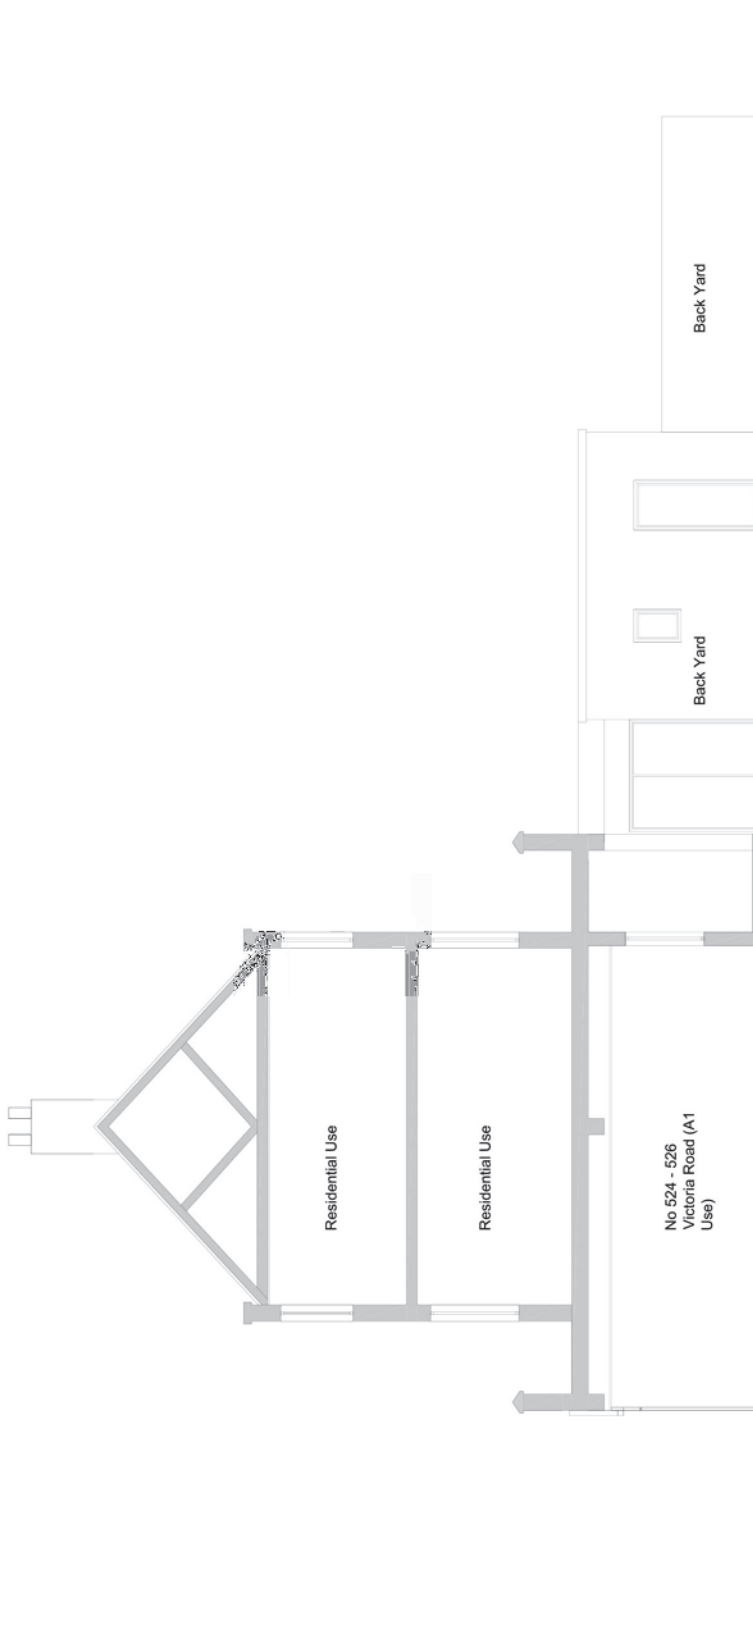 Residential Use
Residential Use
No 524 - 526
Victoria Road (A1
Use)
Back Yard
Back Yard